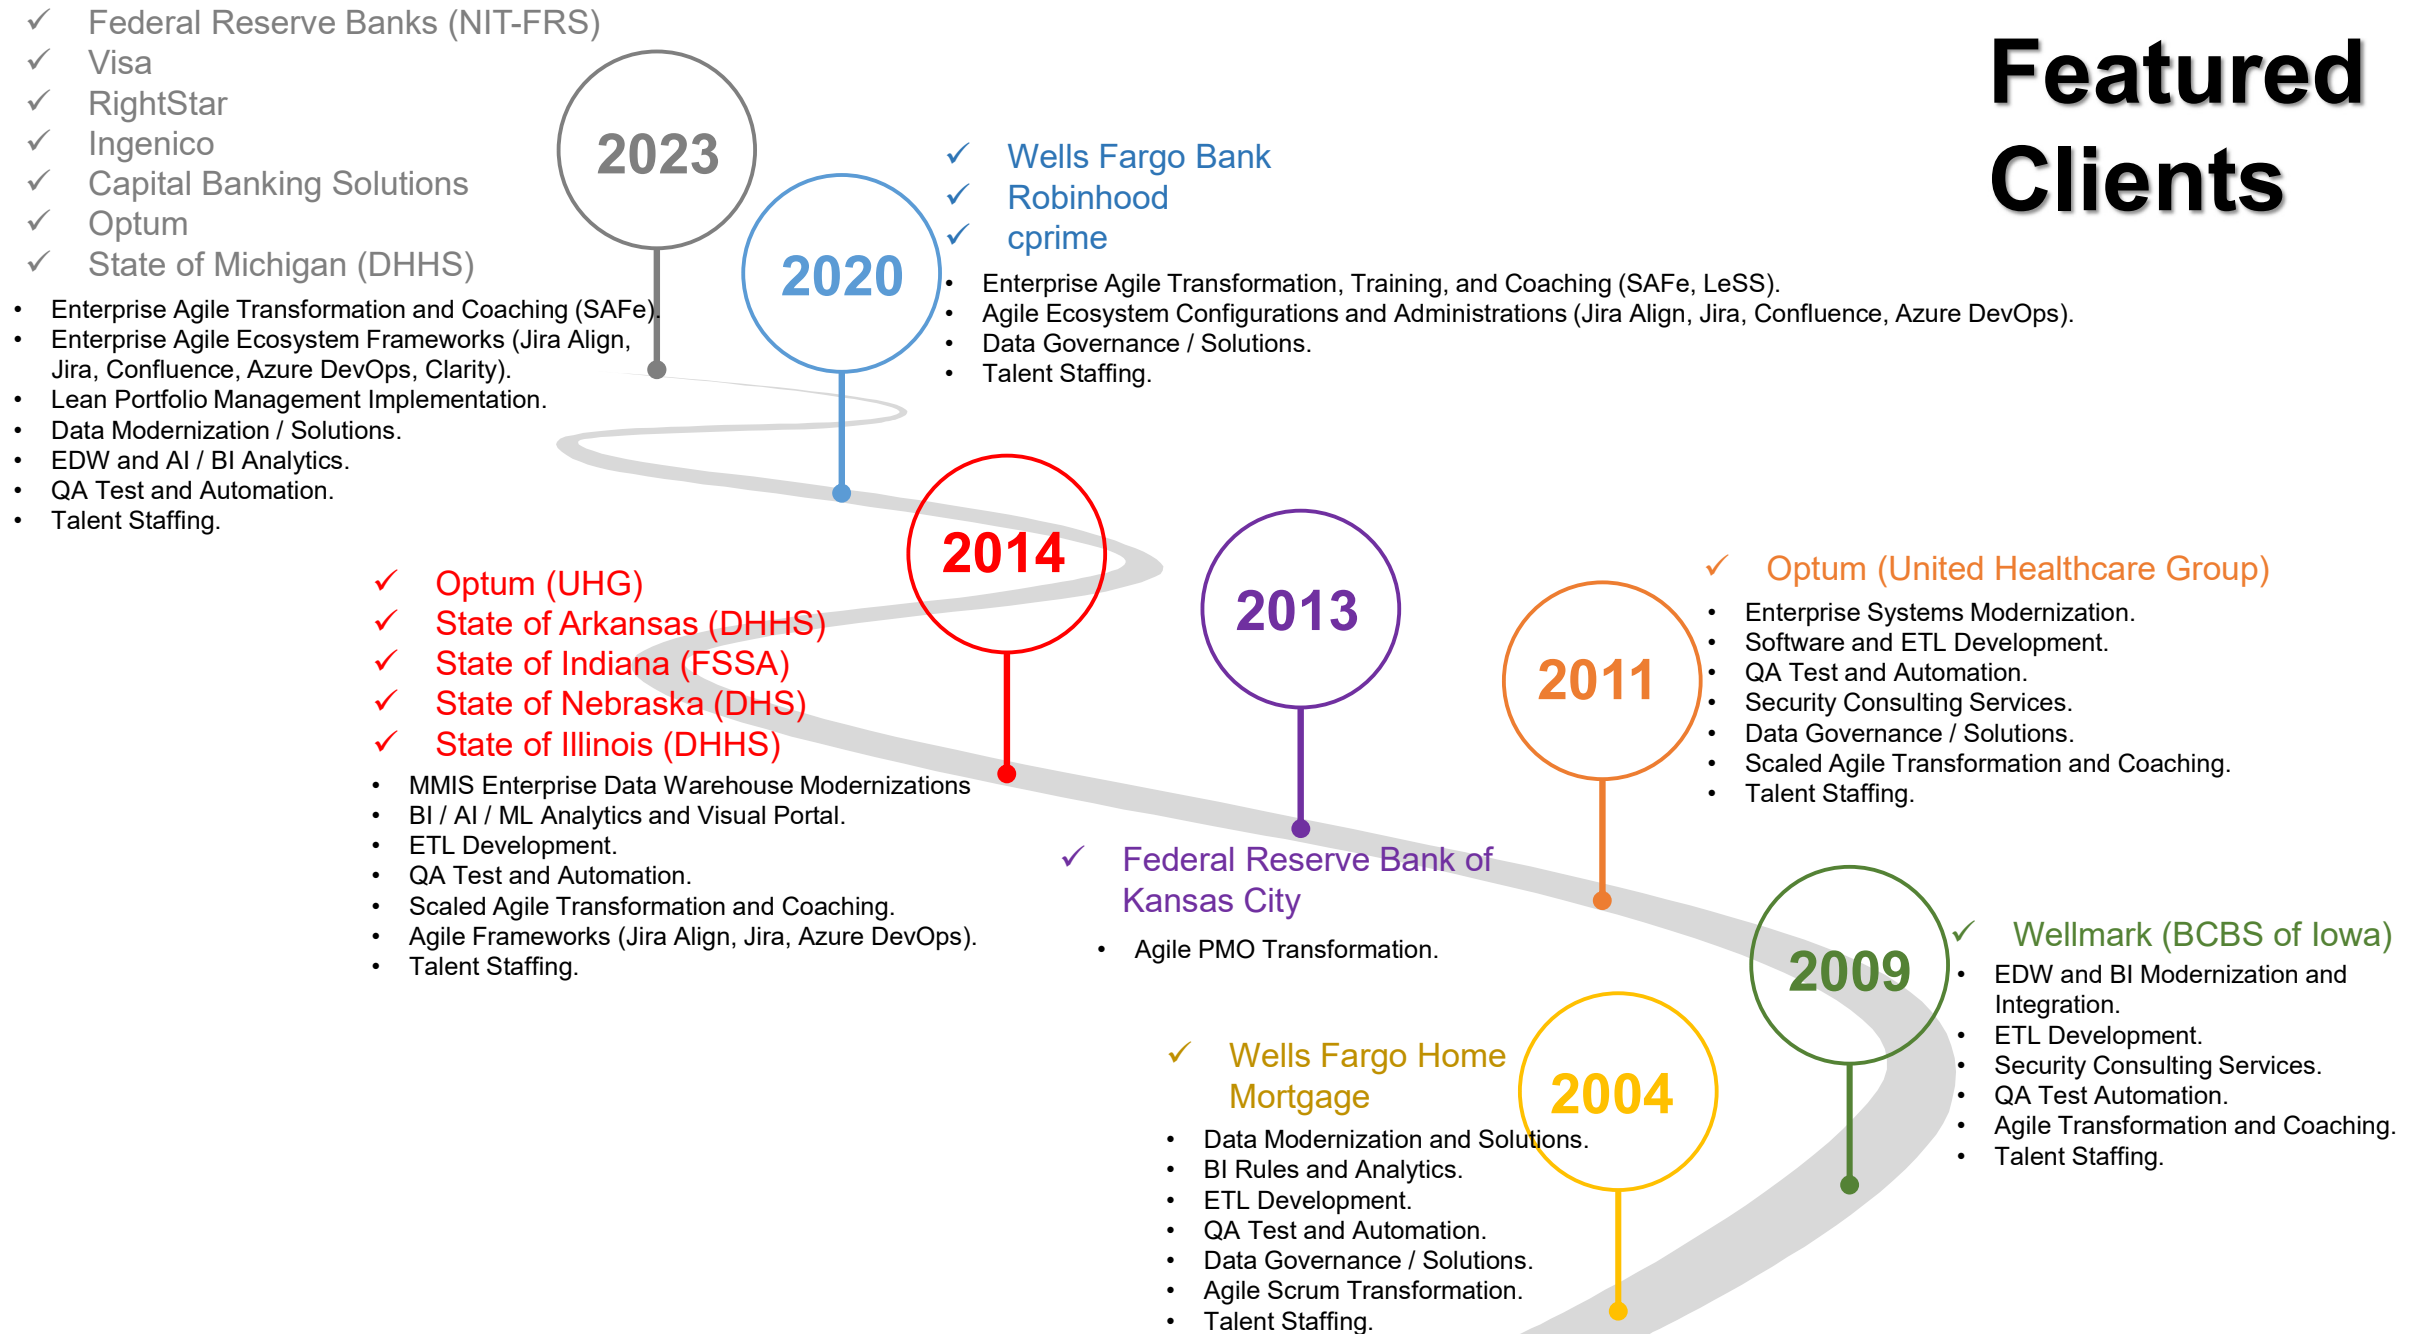 Featured
Clients
✓ Federal Reserve Banks (NIT-FRS)
✓ Visa
✓ RightStar
✓ Ingenico
✓ Capital Banking Solutions
✓ Optum
✓ State of Michigan (DHHS)
• Enterprise Agile Transformation and Coaching (SAFe).
• Enterprise Agile Ecosystem Frameworks (Jira Align,
Jira, Confluence, Azure DevOps, Clarity).
• Lean Portfolio Management Implementation.
• Data Modernization / Solutions.
• EDW and AI / BI Analytics.
• QA Test and Automation.
• Talent Staffing.
2023
2020
✓ Wells Fargo Bank
✓ Robinhood
✓ cprime
• Enterprise Agile Transformation, Training, and Coaching (SAFe, LeSS).
• Agile Ecosystem Configurations and Administrations (Jira Align, Jira, Confluence, Azure DevOps).
• Data Governance / Solutions.
• Talent Staffing.
2014
✓ Optum (UHG)
✓ State of Arkansas (DHHS)
✓ State of Indiana (FSSA)
✓ State of Nebraska (DHS)
✓ State of Illinois (DHHS)
• MMIS Enterprise Data Warehouse Modernizations
• BI / AI / ML Analytics and Visual Portal.
• ETL Development.
• QA Test and Automation.
• Scaled Agile Transformation and Coaching.
• Agile Frameworks (Jira Align, Jira, Azure DevOps).
• Talent Staffing.
2013
✓ Federal Reserve Bank of
Kansas City
• Agile PMO Transformation.
2011
✓ Optum (United Healthcare Group)
• Enterprise Systems Modernization.
• Software and ETL Development.
• QA Test and Automation.
• Security Consulting Services.
• Data Governance / Solutions.
• Scaled Agile Transformation and Coaching.
• Talent Staffing.
2009
✓ Wellmark (BCBS of Iowa)
• EDW and BI Modernization and
Integration.
• ETL Development.
• Security Consulting Services.
• QA Test Automation.
• Agile Transformation and Coaching.
• Talent Staffing.
2004
✓ Wells Fargo Home
Mortgage
• Data Modernization and Solutions.
• BI Rules and Analytics.
• ETL Development.
• QA Test and Automation.
• Data Governance / Solutions.
• Agile Scrum Transformation.
• Talent Staffing.